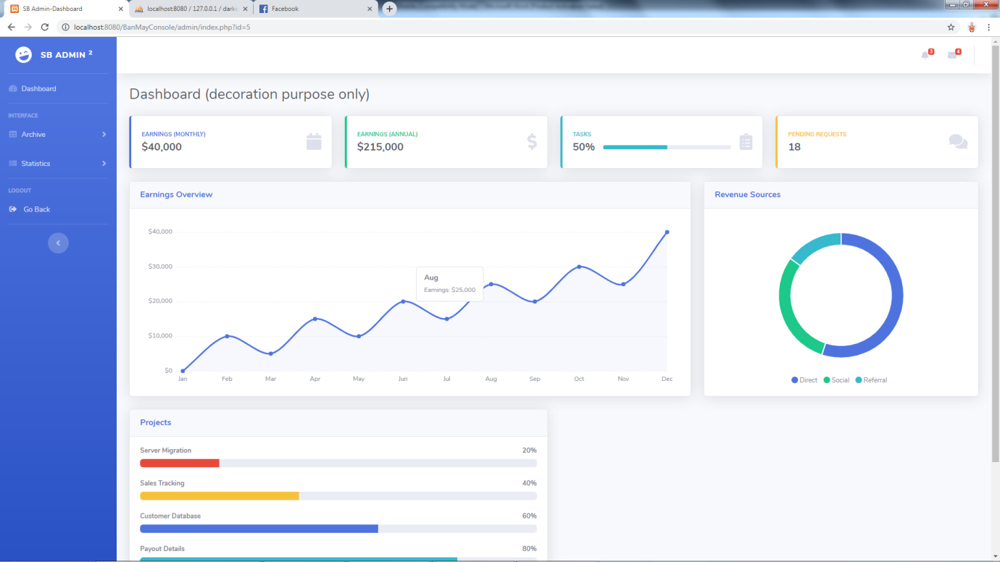 SB Admin-Dashboard
localhost:8080 / 127.0.0.1 / darks
Facebook
localhost:8080/BanMayConsole/admin/index.php?id=5
SB ADMIN 2
3
4
Dashboard
INTERFACE
Archive
Statistics
LOGOUT
Go Back
Dashboard (decoration purpose only)
EARNINGS (MONTHLY)
$40,000
EARNINGS (ANNUAL)
$215,000
TASKS
50%
PENDING REQUESTS
18
Earnings Overview
$40,000
$30,000
$20,000
$10,000
$0
Aug
Earnings: $25,000
Jan Feb Mar Apr May Jun Jul Aug Sep Oct Nov Dec
Revenue Sources
Direct Social Referral
Projects
Server Migration 20%
Sales Tracking 40%
Customer Database 60%
Payout Details 80%